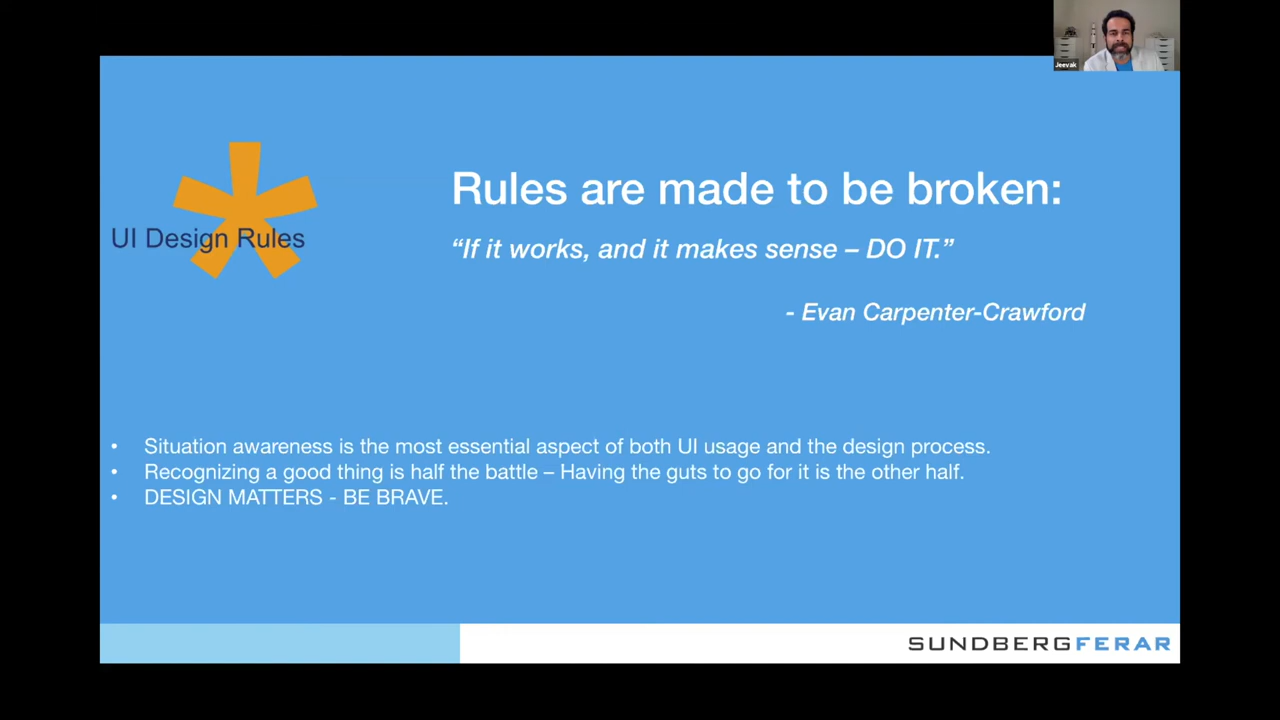 Jeevak
UI Design Rules
Rules are made to be broken:
“If it works, and it makes sense – DO IT.”
- Evan Carpenter-Crawford
• Situation awareness is the most essential aspect of both UI usage and the design process.
• Recognizing a good thing is half the battle – Having the guts to go for it is the other half.
• DESIGN MATTERS - BE BRAVE.
SUNDBERGFERAR